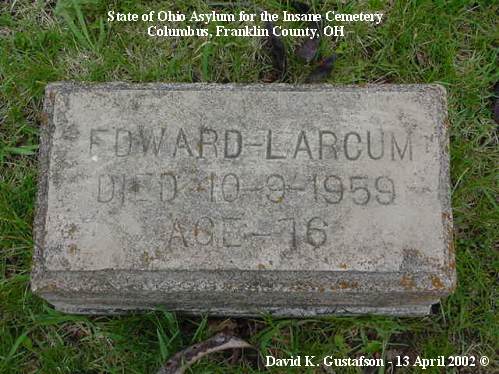 State of Ohio Asylum for the Insane Cemetery
Columbus, Franklin County, OH
EDWARD-LARCUM
DIED 10-9-1959
AGE-76
David K. Gustafson - 13 April 2002 ©